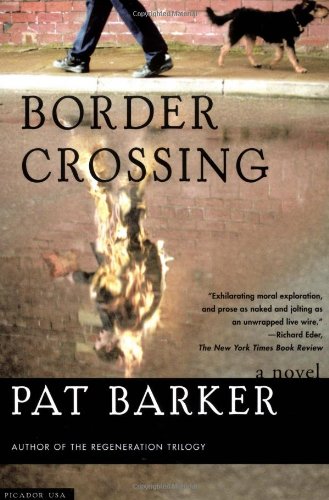 BORDER
CROSSING
"Exhilarating moral exploration,
and prose as naked and jolting as
an unwrapped live wire."
—Richard Eder,
The New York Times Book Review
a novel
PAT BARKER
AUTHOR OF THE REGENERATION TRILOGY
PICADOR USA